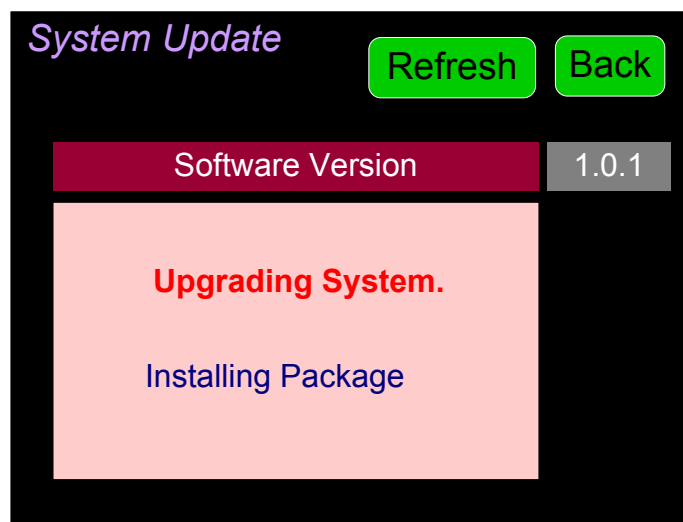 System Update
Refresh
Back
Software Version
1.0.1
Upgrading System.
Installing Package